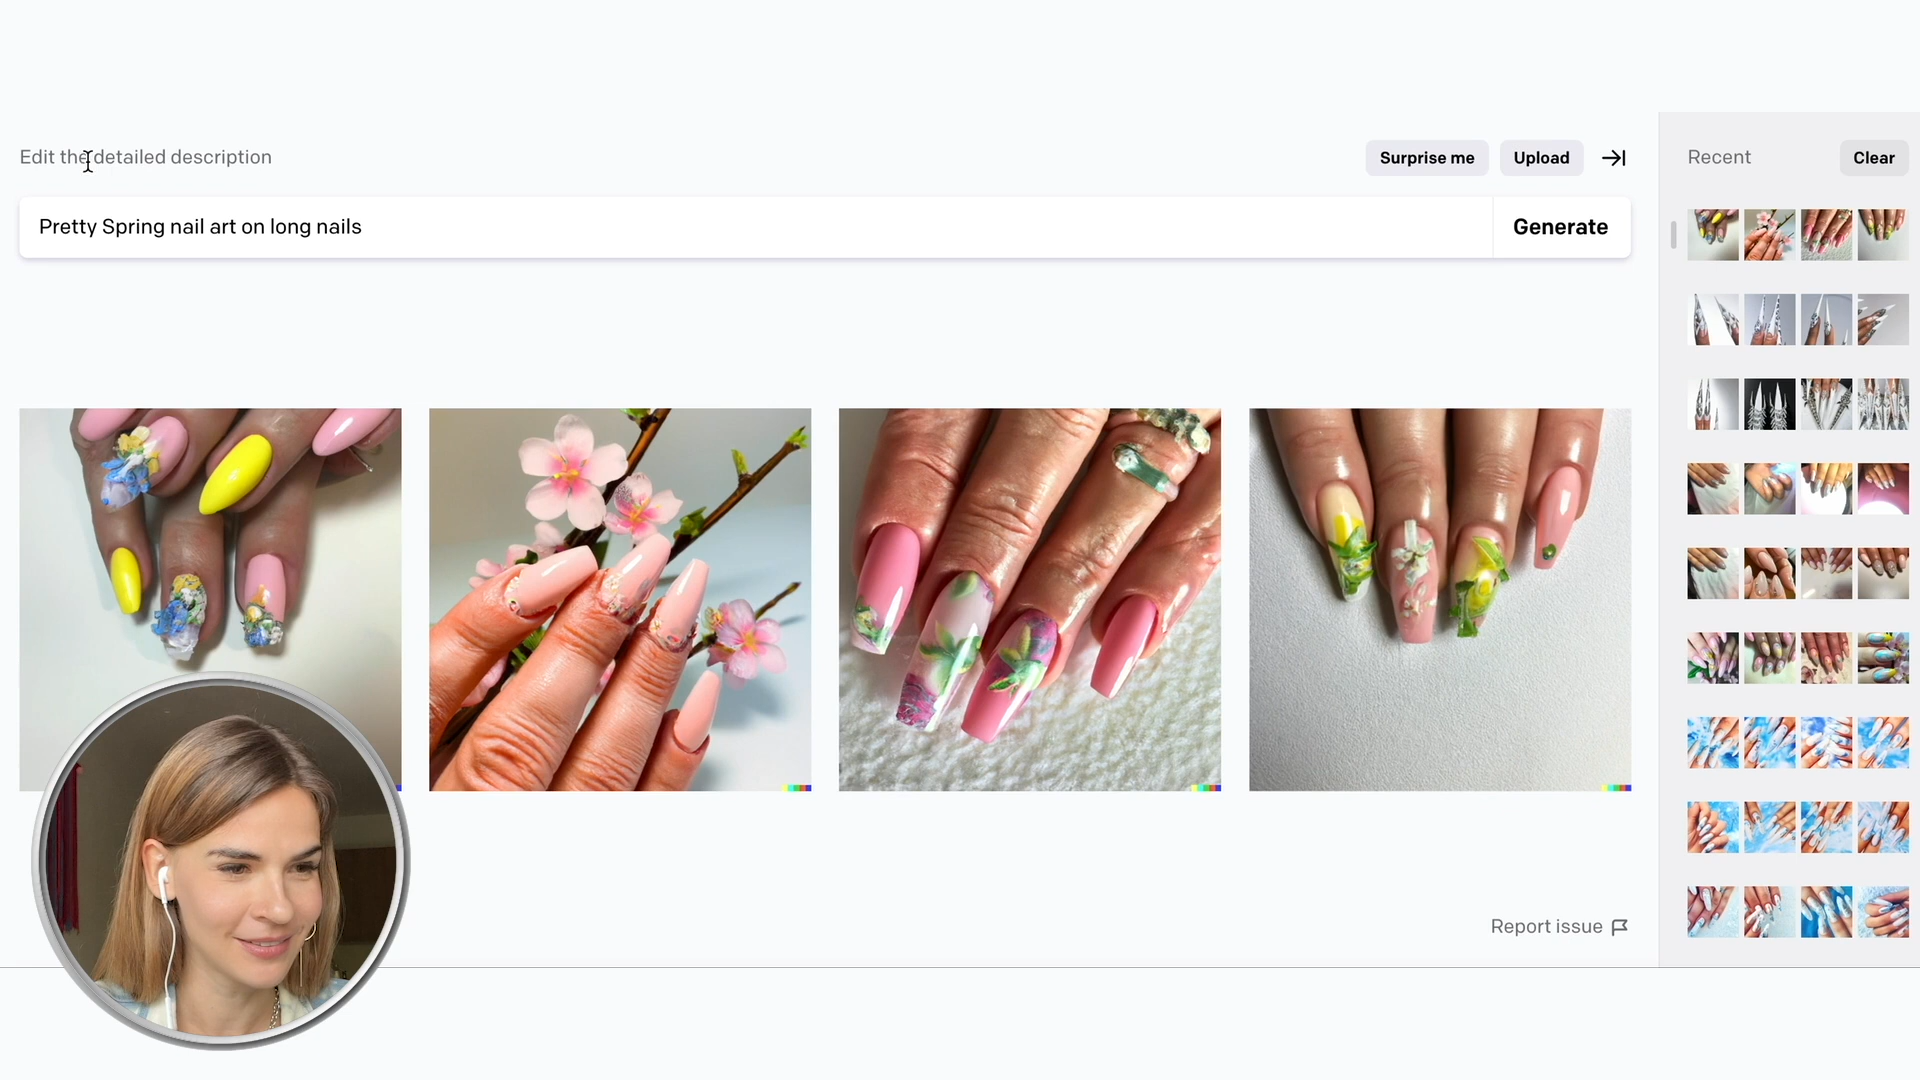 Edit the detailed description
Surprise me
Upload
Recent
Clear
Pretty Spring nail art on long nails
Generate
Report issue